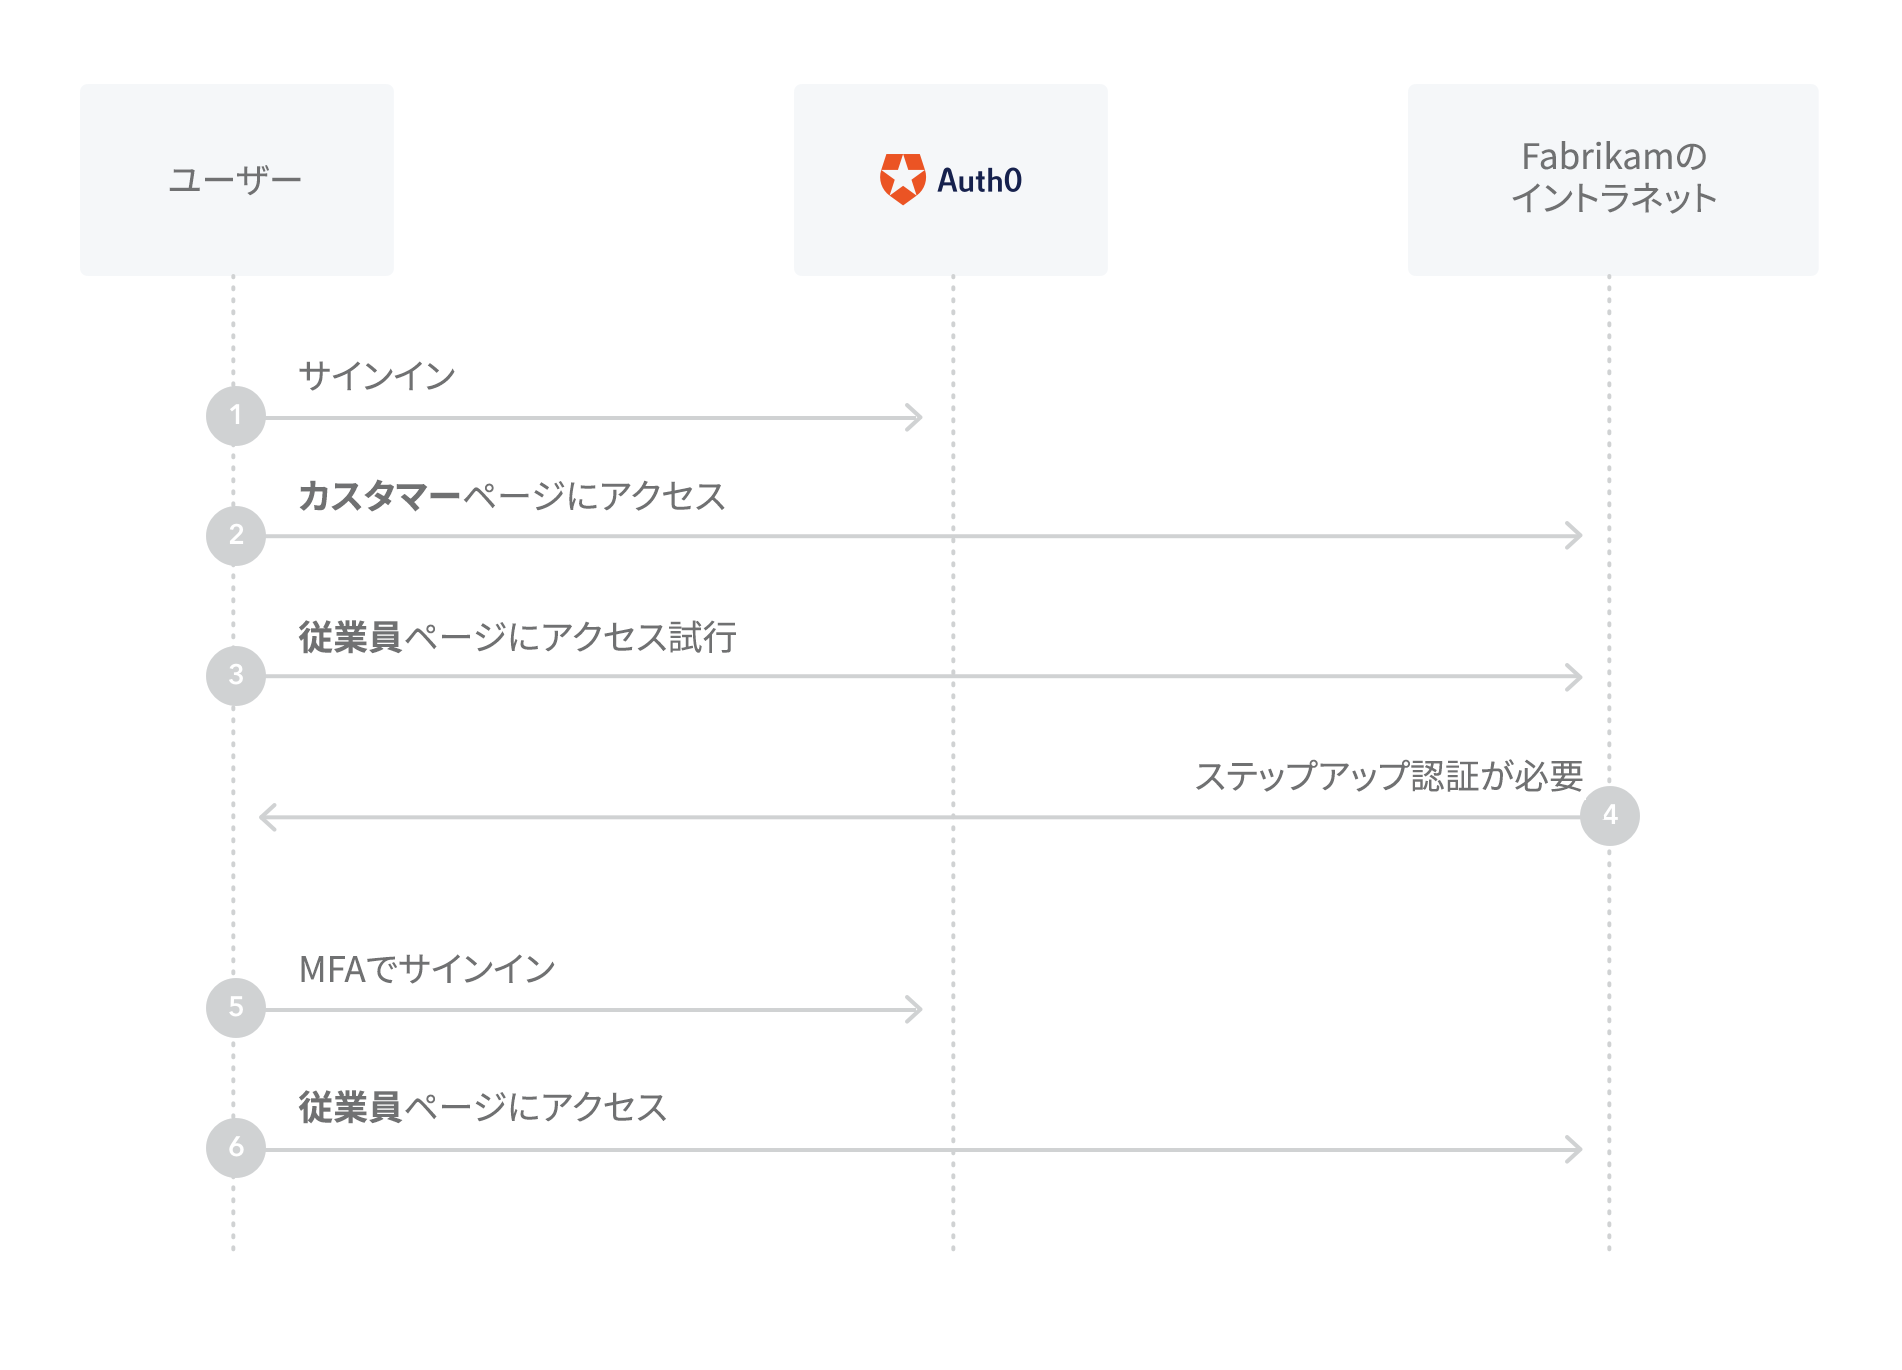 ユーザー
Auth0
Fabrikamの
イントラネット
サインイン
1
カスタマーページにアクセス
2
従業員ページにアクセス試行
3
ステップアップ認証が必要
4
MFAでサインイン
5
従業員ページにアクセス
6